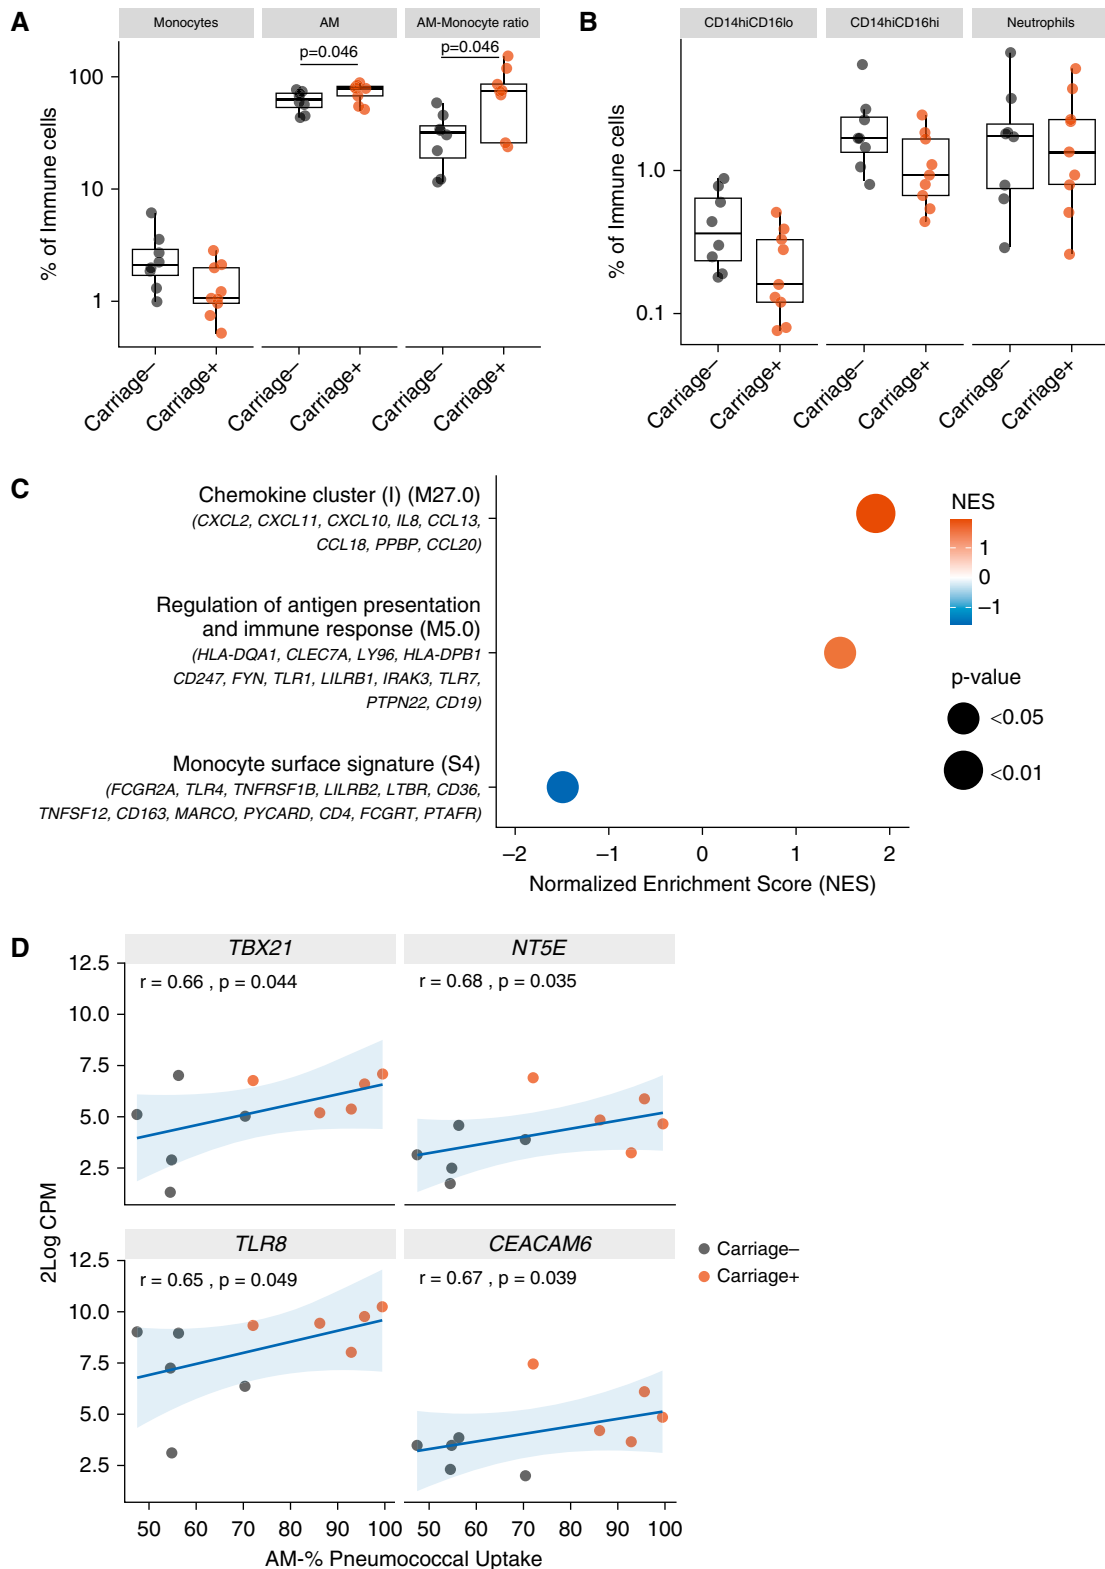 A
Monocytes
AM
AM-Monocyte ratio
p=0.046
p=0.046
100
10
1
% of Immune cells
Carriage–
Carriage+
Carriage–
Carriage+
Carriage–
Carriage+
B
CD14hiCD16lo
CD14hiCD16hi
Neutrophils
1.0
0.1
% of Immune cells
Carriage–
Carriage+
Carriage–
Carriage+
Carriage–
Carriage+
C
Chemokine cluster (I) (M27.0)
(CXCL2, CXCL11, CXCL10, IL8, CCL13,
CCL18, PPBP, CCL20)
Regulation of antigen presentation
and immune response (M5.0)
(HLA-DQA1, CLEC7A, LY96, HLA-DPB1
CD247, FYN, TLR1, LILRB1, IRAK3, TLR7,
PTPN22, CD19)
Monocyte surface signature (S4)
(FCGR2A, TLR4, TNFRSF1B, LILRB2, LTBR, CD36,
TNFSF12, CD163, MARCO, PYCARD, CD4, FCGRT, PTAFR)
−2 −1 0 1 2
Normalized Enrichment Score (NES)
NES
1
0
−1
p-value
<0.05
<0.01
D
TBX21
NT5E
r = 0.66 , p = 0.044
r = 0.68 , p = 0.035
12.5
10.0
7.5
5.0
2.5
2Log CPM
TLR8
CEACAM6
r = 0.65 , p = 0.049
r = 0.67 , p = 0.039
12.5
10.0
7.5
5.0
2.5
50 60 70 80 90 100
50 60 70 80 90 100
AM-% Pneumococcal Uptake
Carriage–
Carriage+